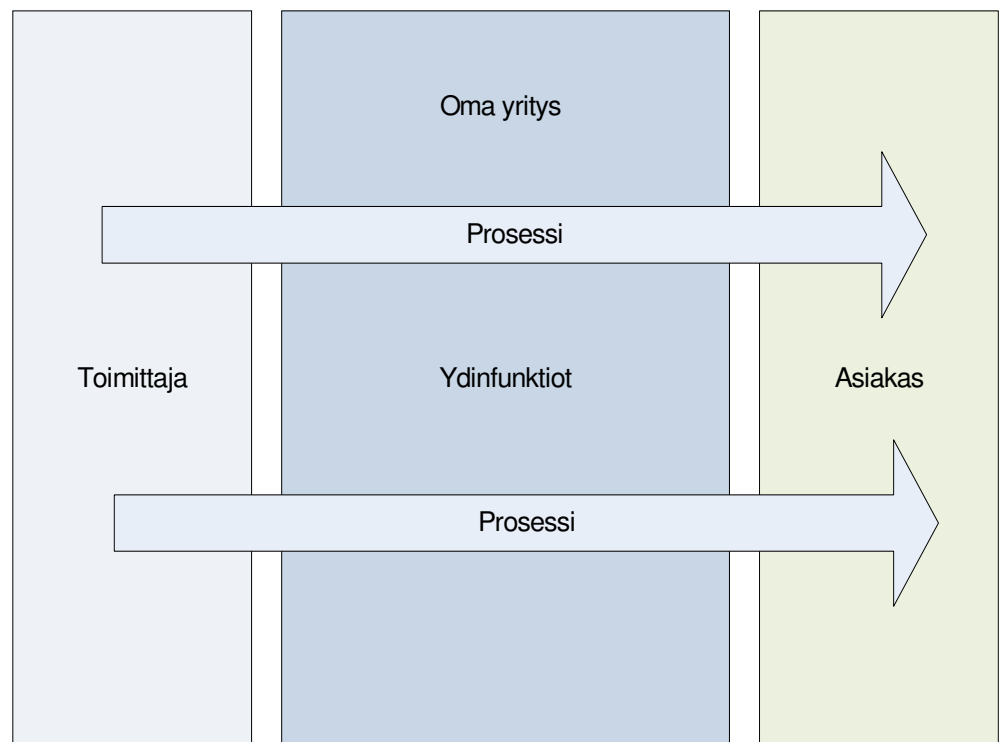 Oma yritys
Prosessi
Toimittaja
Ydinfunktiot
Asiakas
Prosessi